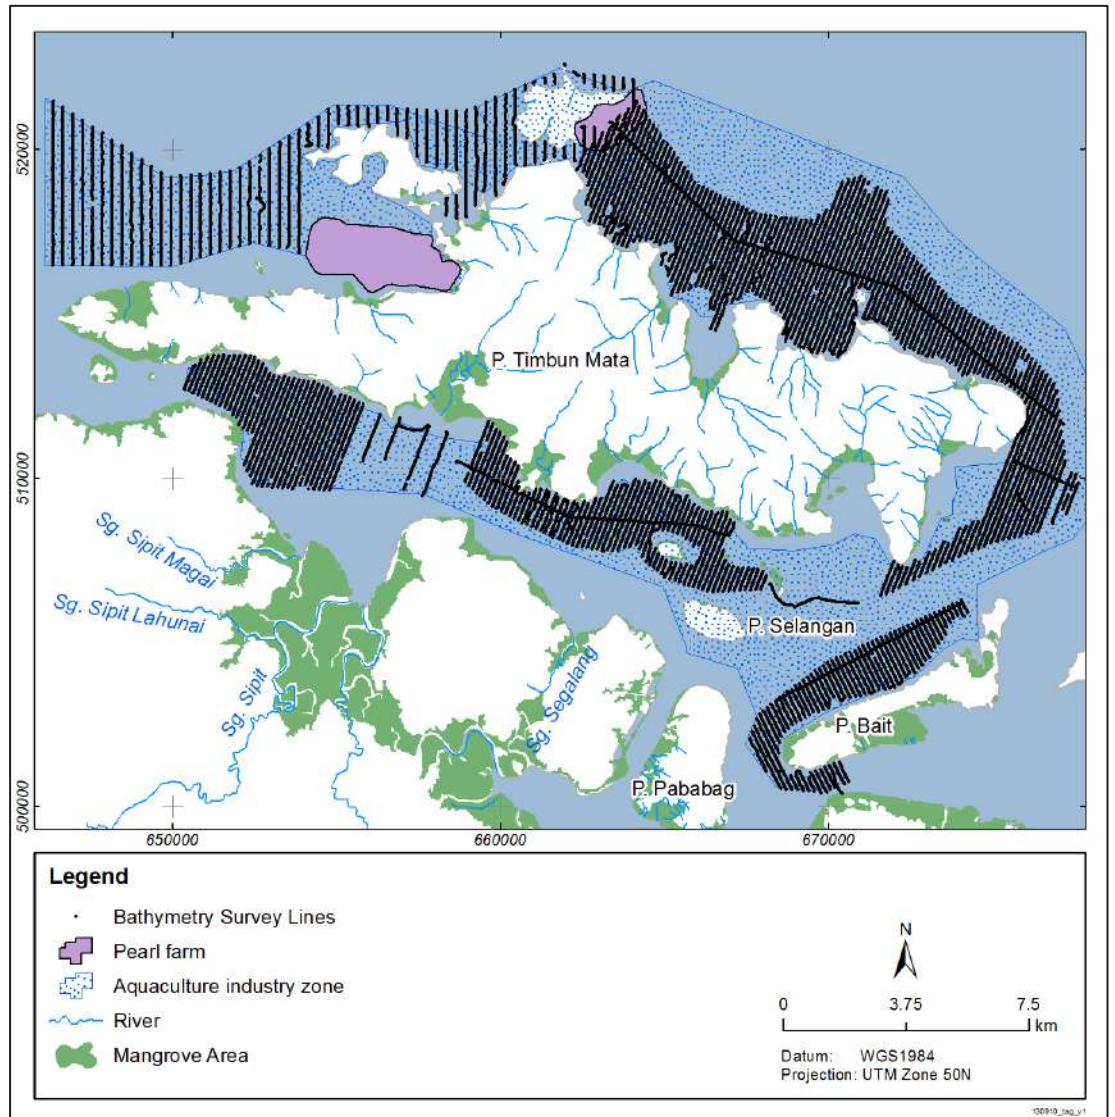 520000
510000
500000
P. Timbun Mata
Sg. Sipit Magai
Sg. Sipit Lahunai
Sg. Sipit
Sg. Segalang
P. Selangan
P. Bait
P. Pababag
650000
660000
670000
Legend
Bathymetry Survey Lines
Pearl farm
Aquaculture industry zone
River
Mangrove Area
N
0 3.75 7.5
km
Datum: WGS1984
Projection: UTM Zone 50N